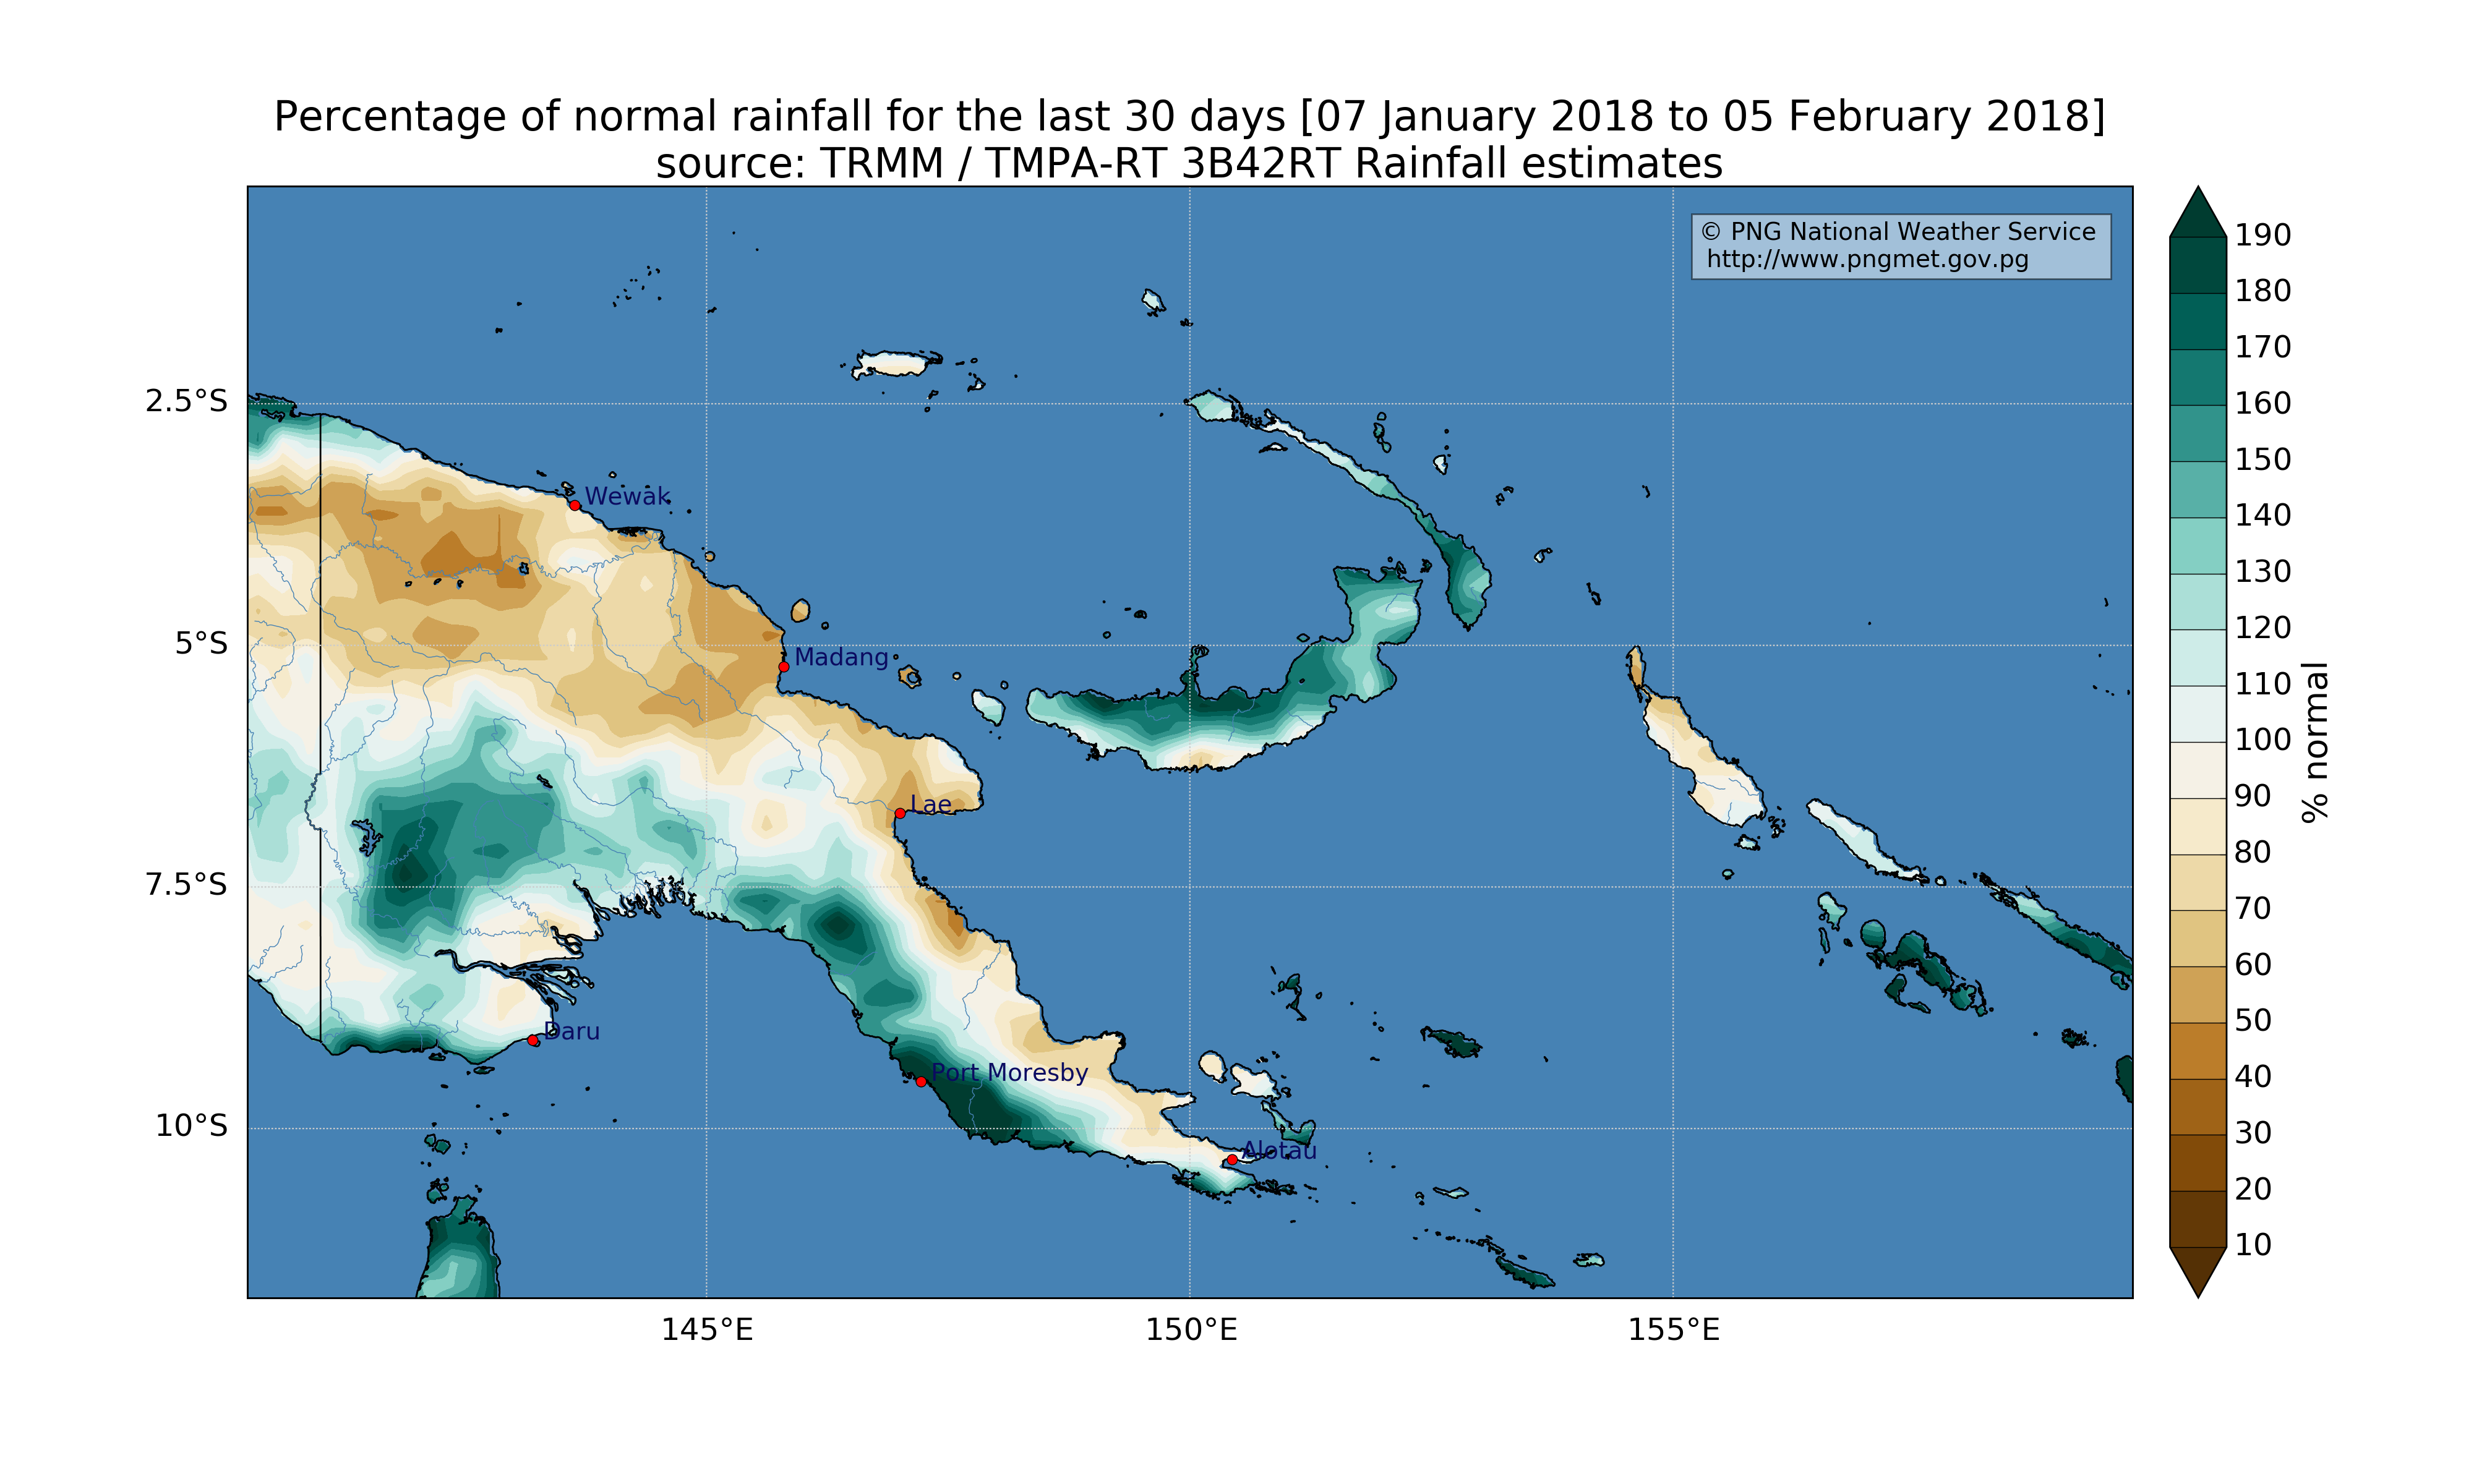 Percentage of normal rainfall for the last 30 days [07 January 2018 to 05 February 2018]
source: TRMM / TMPA-RT 3B42RT Rainfall estimates
© PNG National Weather Service
http://www.pngmet.gov.pg
2.5°S
5°S
7.5°S
10°S
Wewak
Madang
Lae
Daru
Port Moresby
Alotau
145°E
150°E
155°E
190
180
170
160
150
140
130
120
110
100
90
80
70
60
50
40
30
20
10
% normal